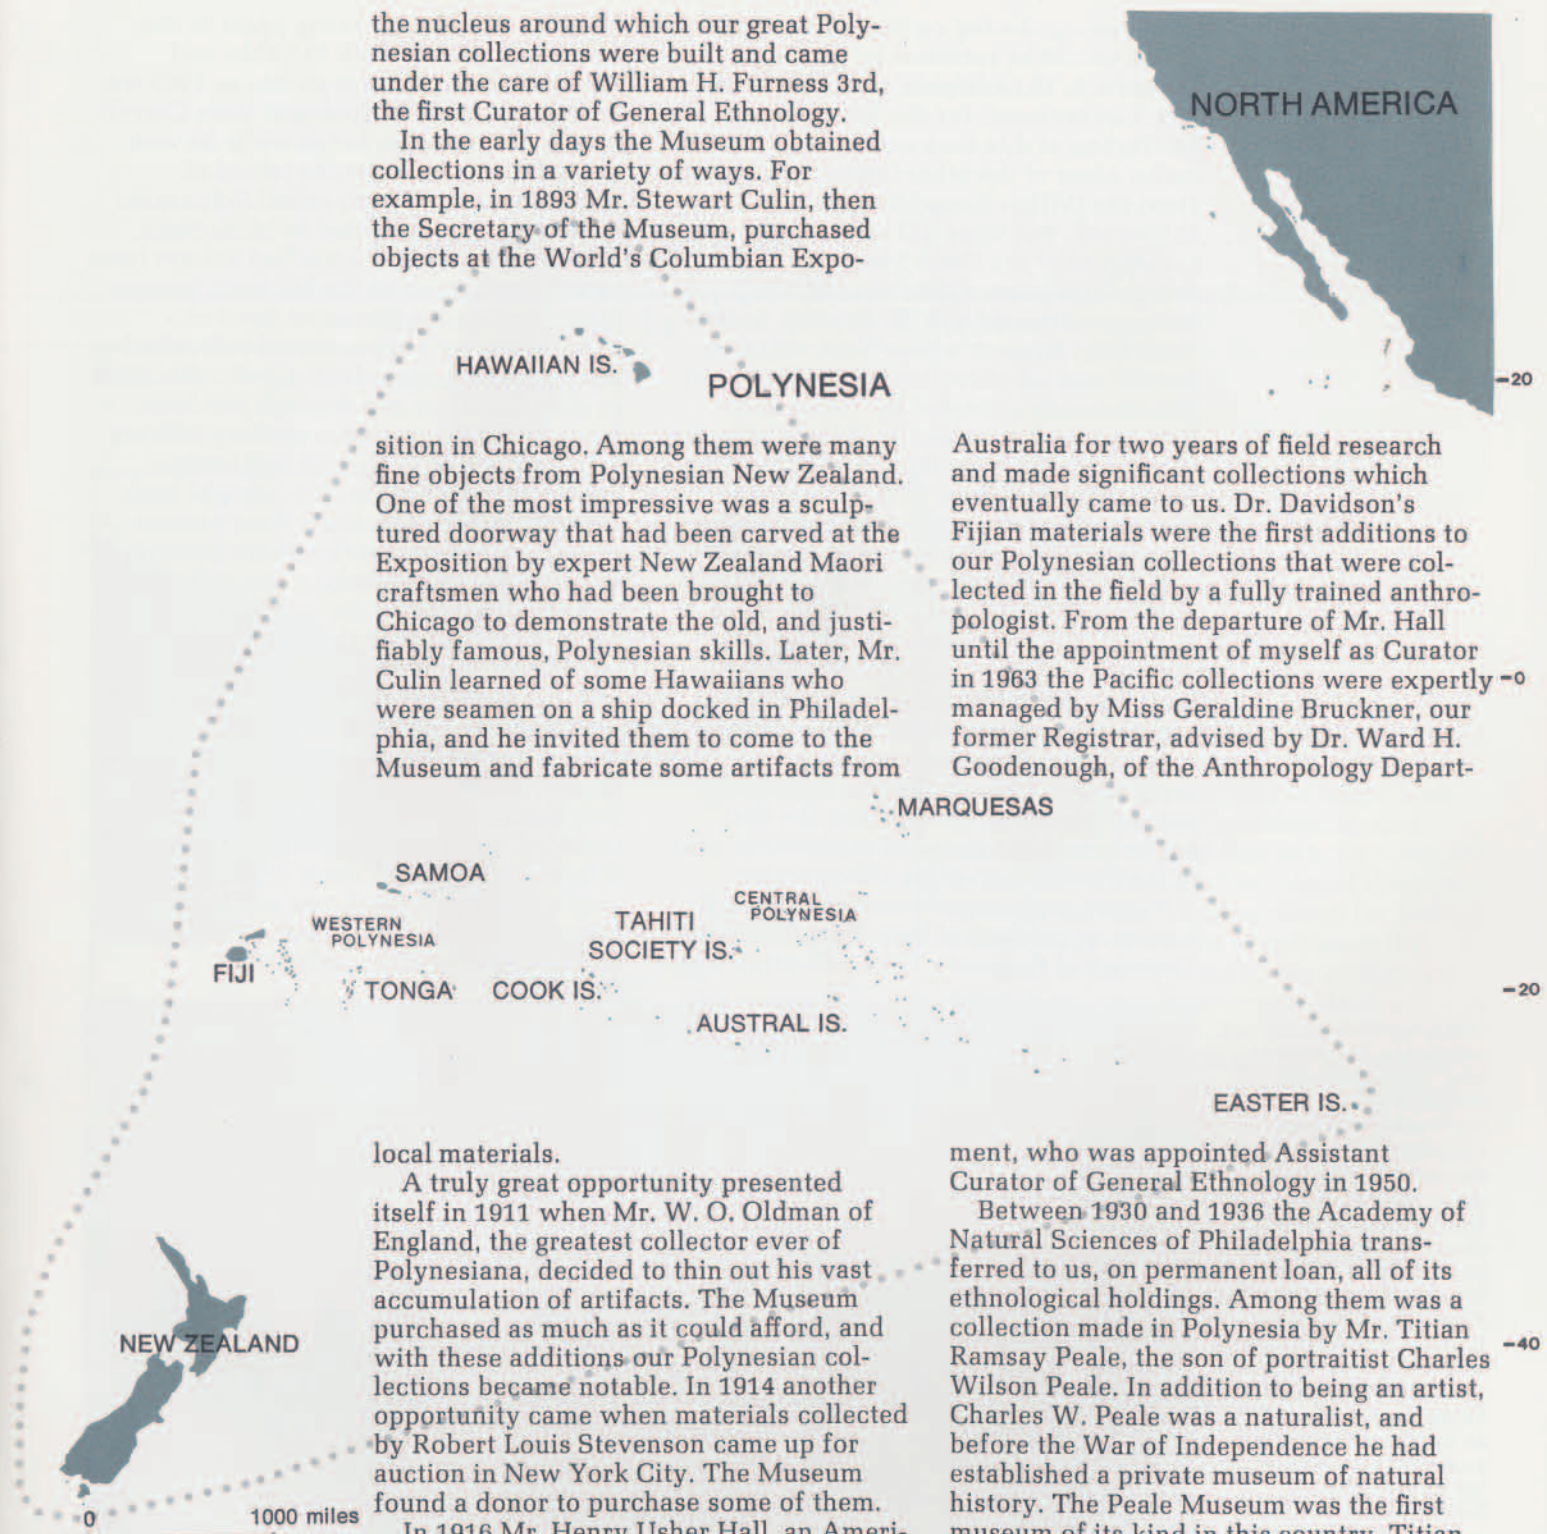 the nucleus around which our great Poly-
nesian collections were built and came
under the care of William H. Furness 3rd,
the first Curator of General Ethnology.
In the early days the Museum obtained
collections in a variety of ways. For
example, in 1893 Mr. Stewart Culin, then
the Secretary of the Museum, purchased
objects at the World's Columbian Expo-
NORTH AMERICA
HAWAIIAN IS.
POLYNESIA
-20
sition in Chicago. Among them were many
fine objects from Polynesian New Zealand.
One of the most impressive was a sculp-
tured doorway that had been carved at the
Exposition by expert New Zealand Maori
craftsmen who had been brought to
Chicago to demonstrate the old, and justi-
fiably famous, Polynesian skills. Later, Mr.
Culin learned of some Hawaiians who
were seamen on a ship docked in Philadel-
phia, and he invited them to come to the
Museum and fabricate some artifacts from
Australia for two years of field research
and made significant collections which
eventually came to us. Dr. Davidson's
Fijian materials were the first additions to
our Polynesian collections that were col-
lected in the field by a fully trained anthro-
pologist. From the departure of Mr. Hall
until the appointment of myself as Curator
in 1963 the Pacific collections were expertly
managed by Miss Geraldine Bruckner, our
former Registrar, advised by Dr. Ward H.
Goodenough, of the Anthropology Depart-
-0
MARQUESAS
SAMOA
CENTRAL
POLYNESIA
WESTERN
POLYNESIA
TAHITI
SOCIETY IS.
FIJI
TONGA
COOK IS.
-20
AUSTRAL IS.
EASTER IS.
local materials.
A truly great opportunity presented
itself in 1911 when Mr. W. O. Oldman of
England, the greatest collector ever of
Polynesiana, decided to thin out his vast
accumulation of artifacts. The Museum
purchased as much as it could afford, and
with these additions our Polynesian col-
lections became notable. In 1914 another
opportunity came when materials collected
by Robert Louis Stevenson came up for
auction in New York City. The Museum
found a donor to purchase some of them.
In 1916 Mr. Henry Usher Hall, an Ameri-
ment, who was appointed Assistant
Curator of General Ethnology in 1950.
Between 1930 and 1936 the Academy of
Natural Sciences of Philadelphia trans-
ferred to us, on permanent loan, all of its
ethnological holdings. Among them was a
collection made in Polynesia by Mr. Titian
Ramsay Peale, the son of portraitist Charles
Wilson Peale. In addition to being an artist,
Charles W. Peale was a naturalist, and
before the War of Independence he had
established a private museum of natural
history. The Peale Museum was the first
museum of its kind in this country. Titian
-40
NEW ZEALAND
0
1000 miles